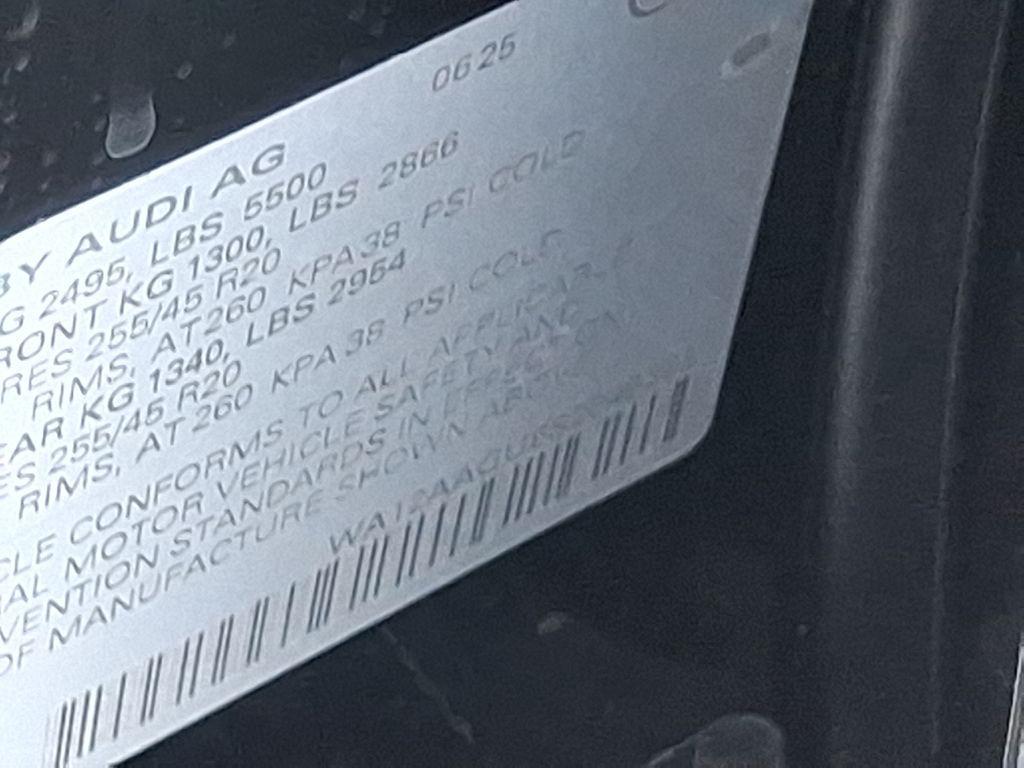 0625
BY AUDI AG
G 2495, LBS 5500
RONT KG 1300, LBS 2866
RES 255/45 R20
RIMS, AT 260 KPA 38 PSI COLD
EAR KG 1340, LBS 2954
ES 255/45 R20
RIMS, AT 260 KPA 38 PSI COLD
CLE CONFORMS TO ALL APPLICABLE
AL MOTOR VEHICLE SAFETY AND
VENTION STANDARDS IN EFFECT ON
OF MANUFACTURE SHOWN ABOVE